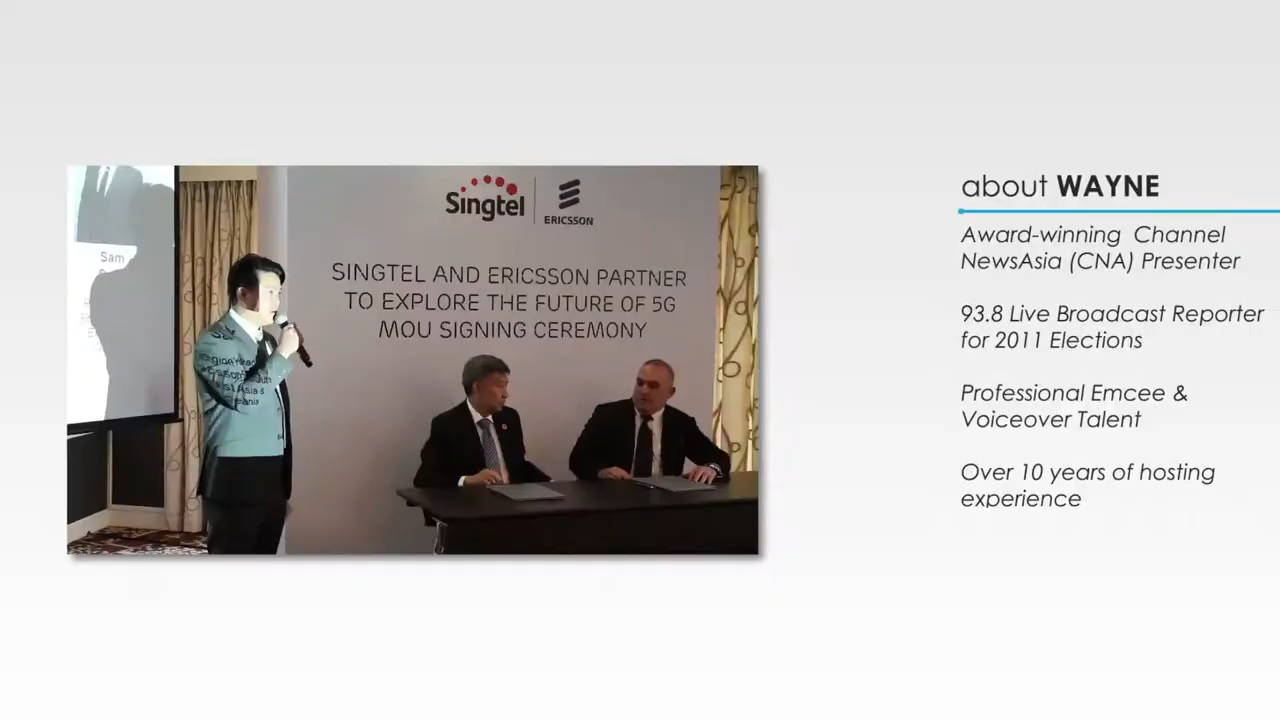 Singtel
ERICSSON
SINGTEL AND ERICSSON PARTNER
TO EXPLORE THE FUTURE OF 5G
MOU SIGNING CEREMONY
Sam
Asia &
about WAYNE
Award-winning Channel
NewsAsia (CNA) Presenter
93.8 Live Broadcast Reporter
for 2011 Elections
Professional Emcee &
Voiceover Talent
Over 10 years of hosting
experience